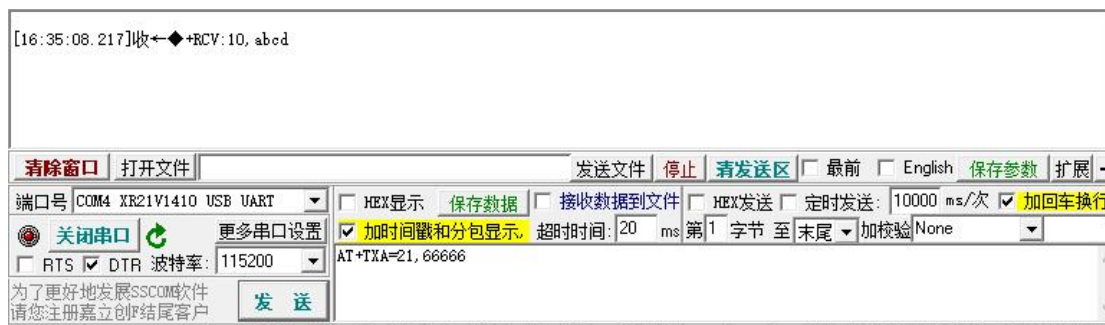 [16:35:08.217]收←◆+RCV:10, abcd
清除窗口 打开文件 发送文件 停止 清发送区 最前 English 保存参数 扩展 -
端口号 COM4 XR21V1410 USB UART HEX显示 保存数据 接收数据到文件 HEX发送 定时发送: 10000 ms/次 加回车换行
关闭串口 更多串口设置 加时间戳和分包显示, 超时时间: 20 ms 第1 字节 至 末尾 加校验 None
RTS DTR 波特率: 115200 AT+TXA=21,66666
为了更好地发展SSCOM软件
请您注册嘉立创F结尾客户 发 送